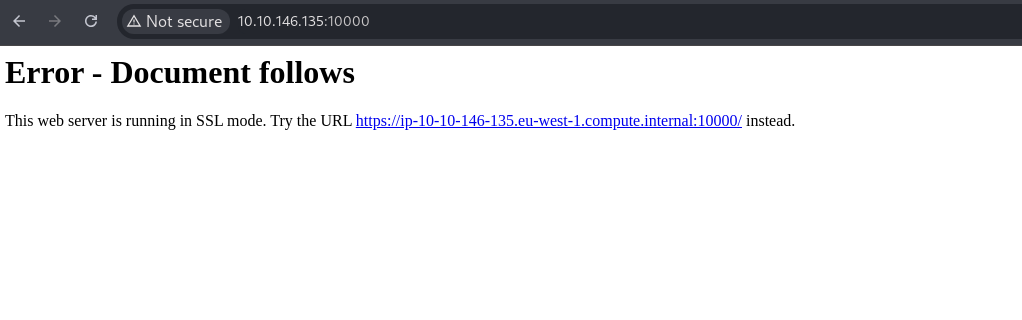 Not secure 10.10.146.135:10000
Error - Document follows
This web server is running in SSL mode. Try the URL https://ip-10-10-146-135.eu-west-1.compute.internal:10000/ instead.